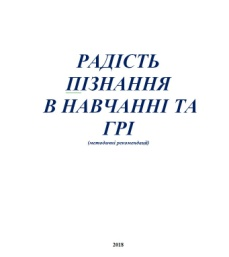 РАДІСТЬ
ПІЗНАННЯ
В НАВЧАННІ ТА
ГРІ
(методичні рекомендації)
2018